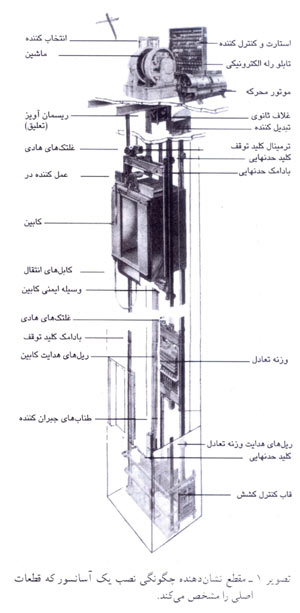 انتخاب کننده
ماشین
استارت و کنترل کننده
تابلو رله الکترونیکی
موتور محرکه
ریسمان آویز
(تعلیق)
غلاف ثانوی
تبدیل کننده
غلتک‌های هادی
ترمینال کلید توقف
کلید حدنهایی
بادامک حدنهایی
عمل کننده در
کابین
کابل‌های انتقال
وسیله ایمنی کابین
غلتک‌های هادی
بادامک کلید توقف
ریل‌های هدایت کابین
وزنه تعادل
طناب‌های جبران کننده
ریل‌های هدایت وزنه تعادل
کلید حدنهایی
قاب کنترل کشش
تصویر ۱ ــ مقطع نشان‌دهنده چگونگی نصب یک آسانسور که قطعات
اصلی را مشخص می‌کند.